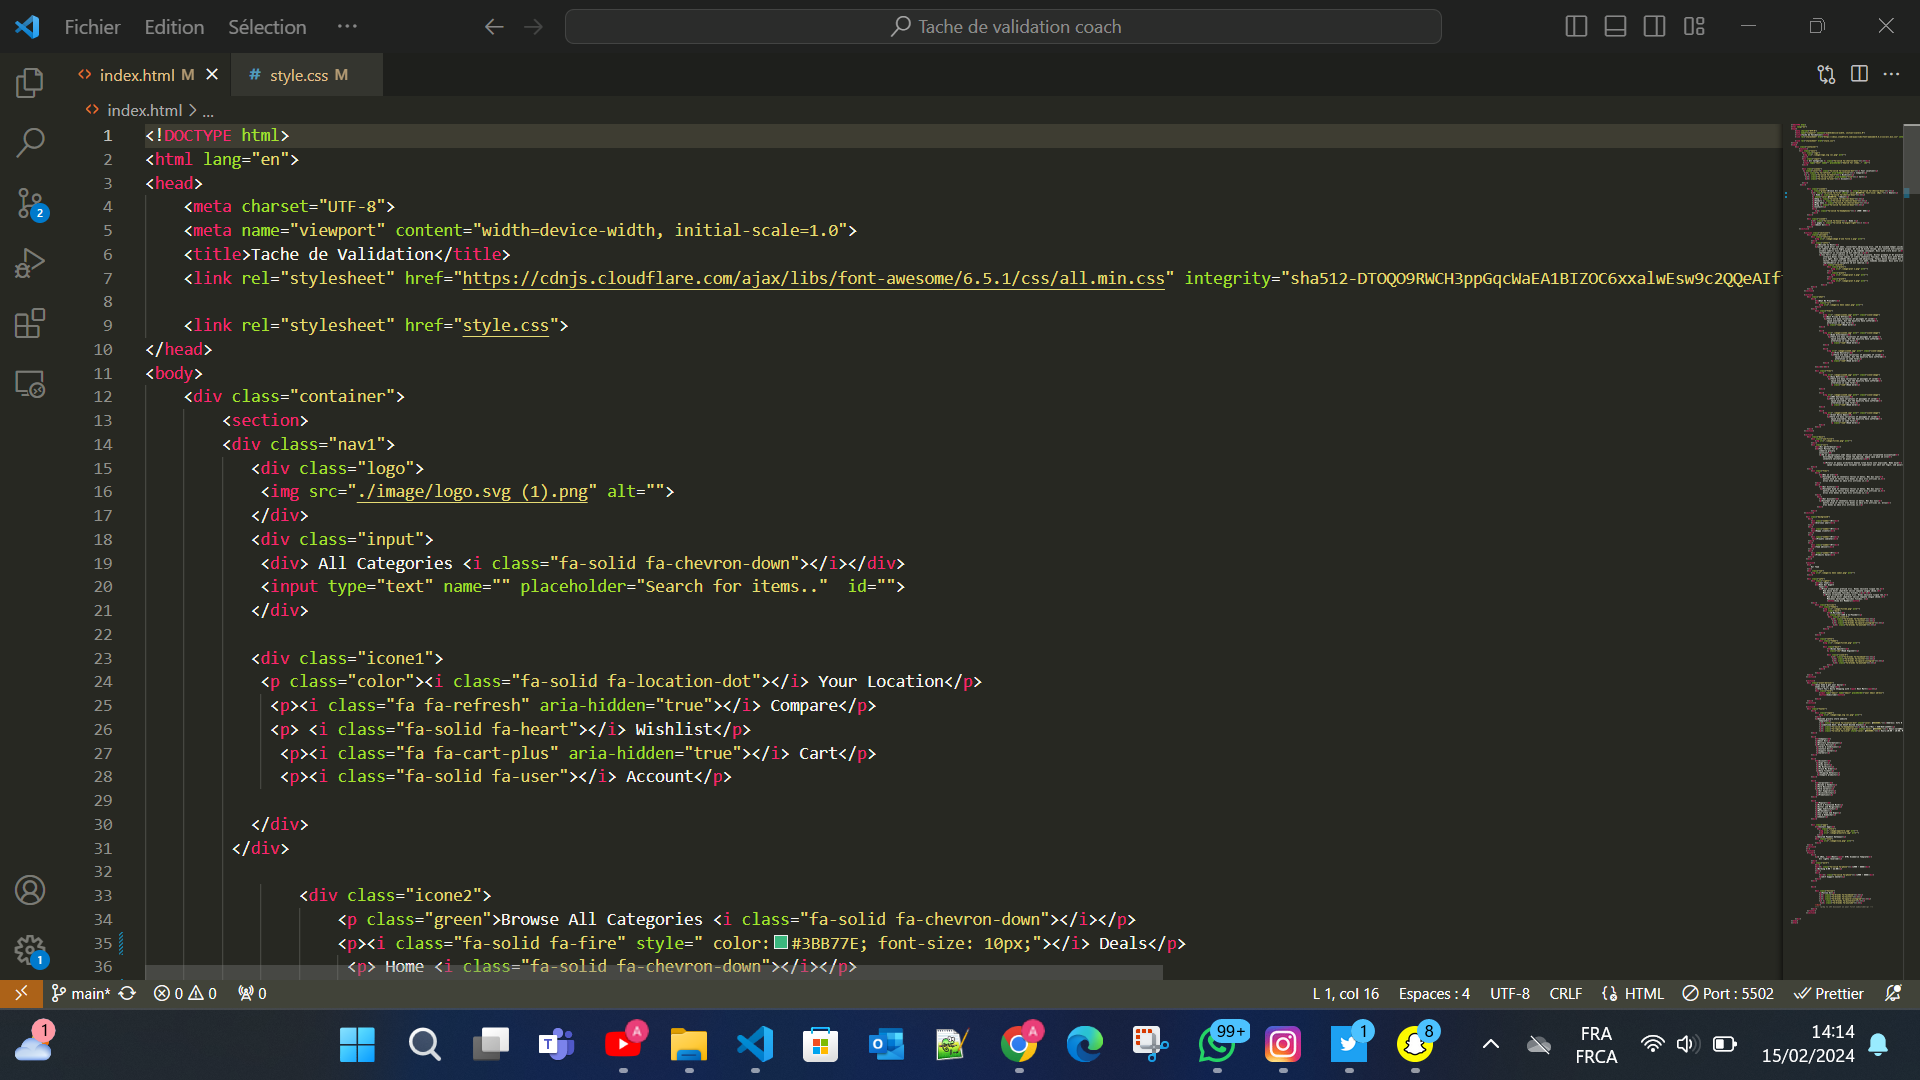 Fichier Edition Sélection ... Tache de validation coach
index.html M # style.css M
index.html > ...
1 <!DOCTYPE html>
2 <html lang="en">
3 <head>
4 <meta charset="UTF-8">
5 <meta name="viewport" content="width=device-width, initial-scale=1.0">
6 <title>Tache de Validation</title>
7 <link rel="stylesheet" href="https://cdnjs.cloudflare.com/ajax/libs/font-awesome/6.5.1/css/all.min.css" integrity="sha512-DTOQO9RWCH3ppGqcWaEA1BIZOC6xxalwEsw9c2QQeAIf
8
9 <link rel="stylesheet" href="style.css">
10 </head>
11 <body>
12 <div class="container">
13 <section>
14 <div class="nav1">
15 <div class="logo">
16 <img src="./image/logo.svg (1).png" alt="">
17 </div>
18 <div class="input">
19 <div> All Categories <i class="fa-solid fa-chevron-down"></i></div>
20 <input type="text" name="" placeholder="Search for items.."  id="">
21 </div>
22
23 <div class="icone1">
24 <p class="color"><i class="fa-solid fa-location-dot"></i> Your Location</p>
25 <p><i class="fa fa-refresh" aria-hidden="true"></i> Compare</p>
26 <p> <i class="fa-solid fa-heart"></i> Wishlist</p>
27 <p><i class="fa fa-cart-plus" aria-hidden="true"></i> Cart</p>
28 <p><i class="fa-solid fa-user"></i> Account</p>
29
30 </div>
31 </div>
32
33 <div class="icone2">
34 <p class="green">Browse All Categories <i class="fa-solid fa-chevron-down"></i></p>
35 <p><i class="fa-solid fa-fire" style=" color:#3BB77E; font-size: 10px;"></i> Deals</p>
36 <p> Home <i class="fa-solid fa-chevron-down"></i></p>
2
1
main* 0 0 0 L 1, col 16 Espaces : 4 UTF-8 CRLF HTML Port : 5502 Prettier
1 A A 99+ 1 8
FRA
FRCA
14:14
15/02/2024